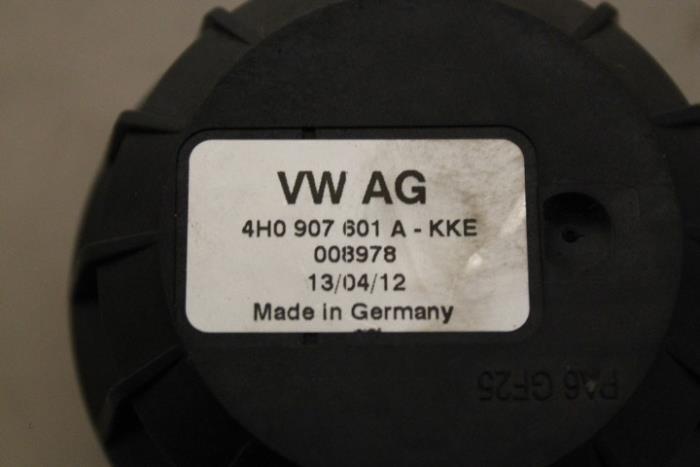 VW AG
4H0 907 601 A - KKE
008978
13/04/12
Made in Germany
PA6 GF25